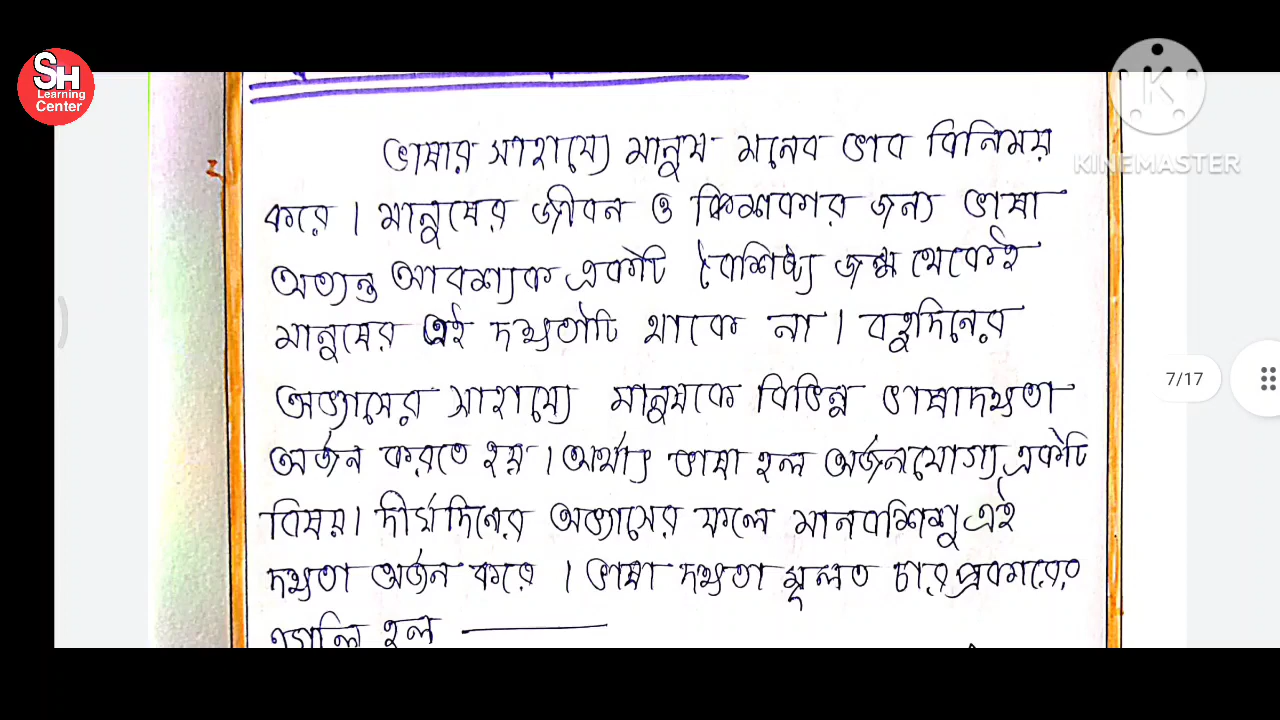 SH
Learning
Center
KINEMASTER
ভাষার সাহায্যে মানুষ মনের ভাব বিনিময়
করে। মানুষের জীবন ও বিকাশের জন্য ভাষা
অত্যন্ত আবশ্যক একটি বৈশিষ্ট্য জন্ম থেকেই
মানুষের এই দক্ষতাটি থাকে না। বহুদিনের
অভ্যাসের সাহায্যে মানুষকে বিভিন্ন ভাষাদক্ষতা
অর্জন করতে হয়। অর্থাৎ ভাষা হল অর্জনযোগ্য একটি
বিষয়। দীর্ঘদিনের অভ্যাসের ফলে মানবশিশু এই
দক্ষতা অর্জন করে। ভাষা দক্ষতা মূলত চার প্রকারের
এগুলি হল —
7/17